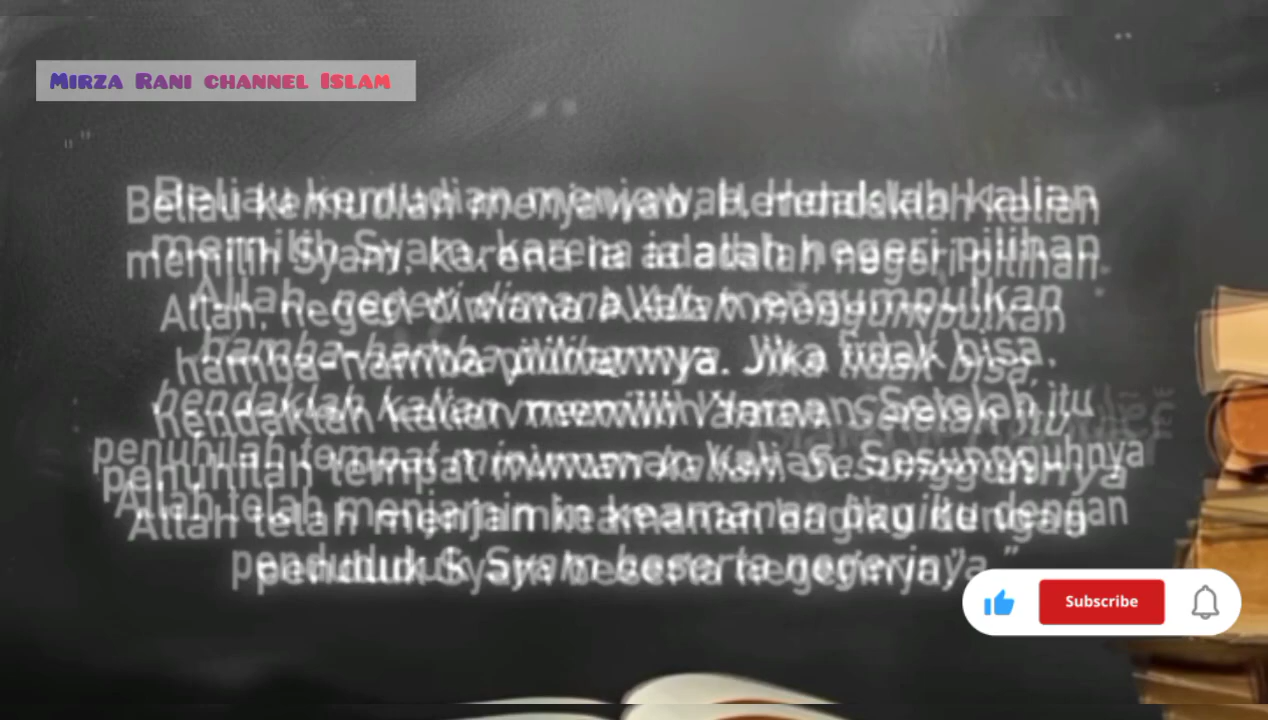 Mirza Rani channel Islam
Beliau kemudian menjawab, Hendaklah kalian
memilih Syam, karena ia adalah negeri pilihan
Allah, negeri dimana Allah mengumpulkan
hamba-hamba pilihannya. Jika tidak bisa,
hendaklah kalian memilih Yaman. Setelah itu
penuhilah tempat minuman kalian. Sesungguhnya
Allah telah menjamin keamanan bagiku dengan
penduduk Syam beserta negerinya.”
Subscribe